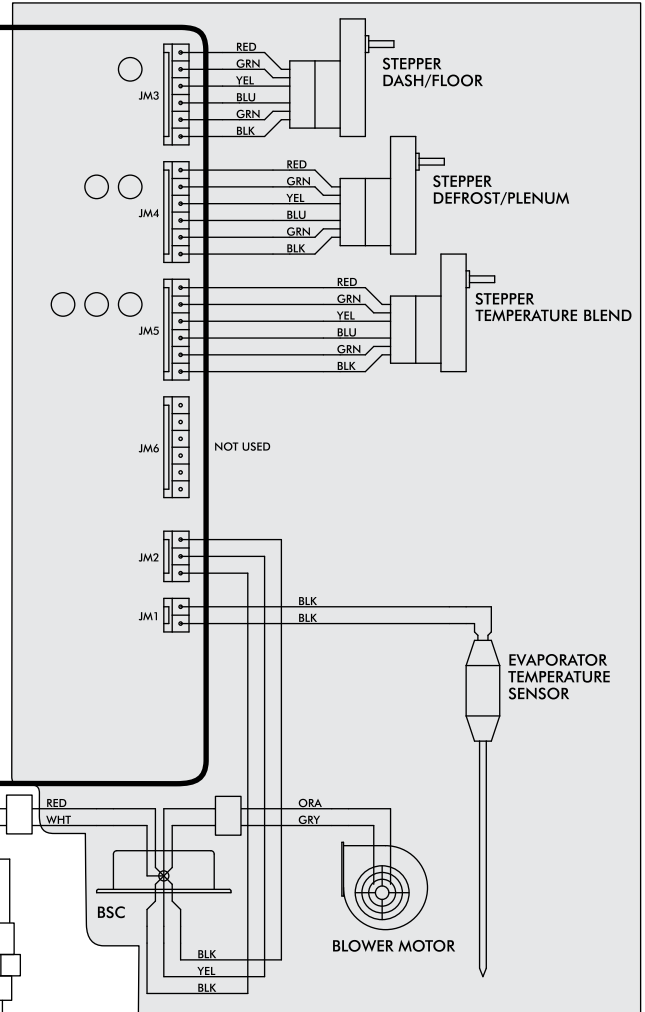 RED
GRN
YEL
BLU
GRN
BLK
JM3
STEPPER
DASH/FLOOR
RED
GRN
YEL
BLU
GRN
BLK
JM4
STEPPER
DEFROST/PLENUM
RED
GRN
YEL
BLU
GRN
BLK
JM5
STEPPER
TEMPERATURE BLEND
JM6
NOT USED
JM2
JM1
BLK
BLK
EVAPORATOR
TEMPERATURE
SENSOR
RED
WHT
ORA
GRY
BSC
BLOWER MOTOR
BLK
YEL
BLK